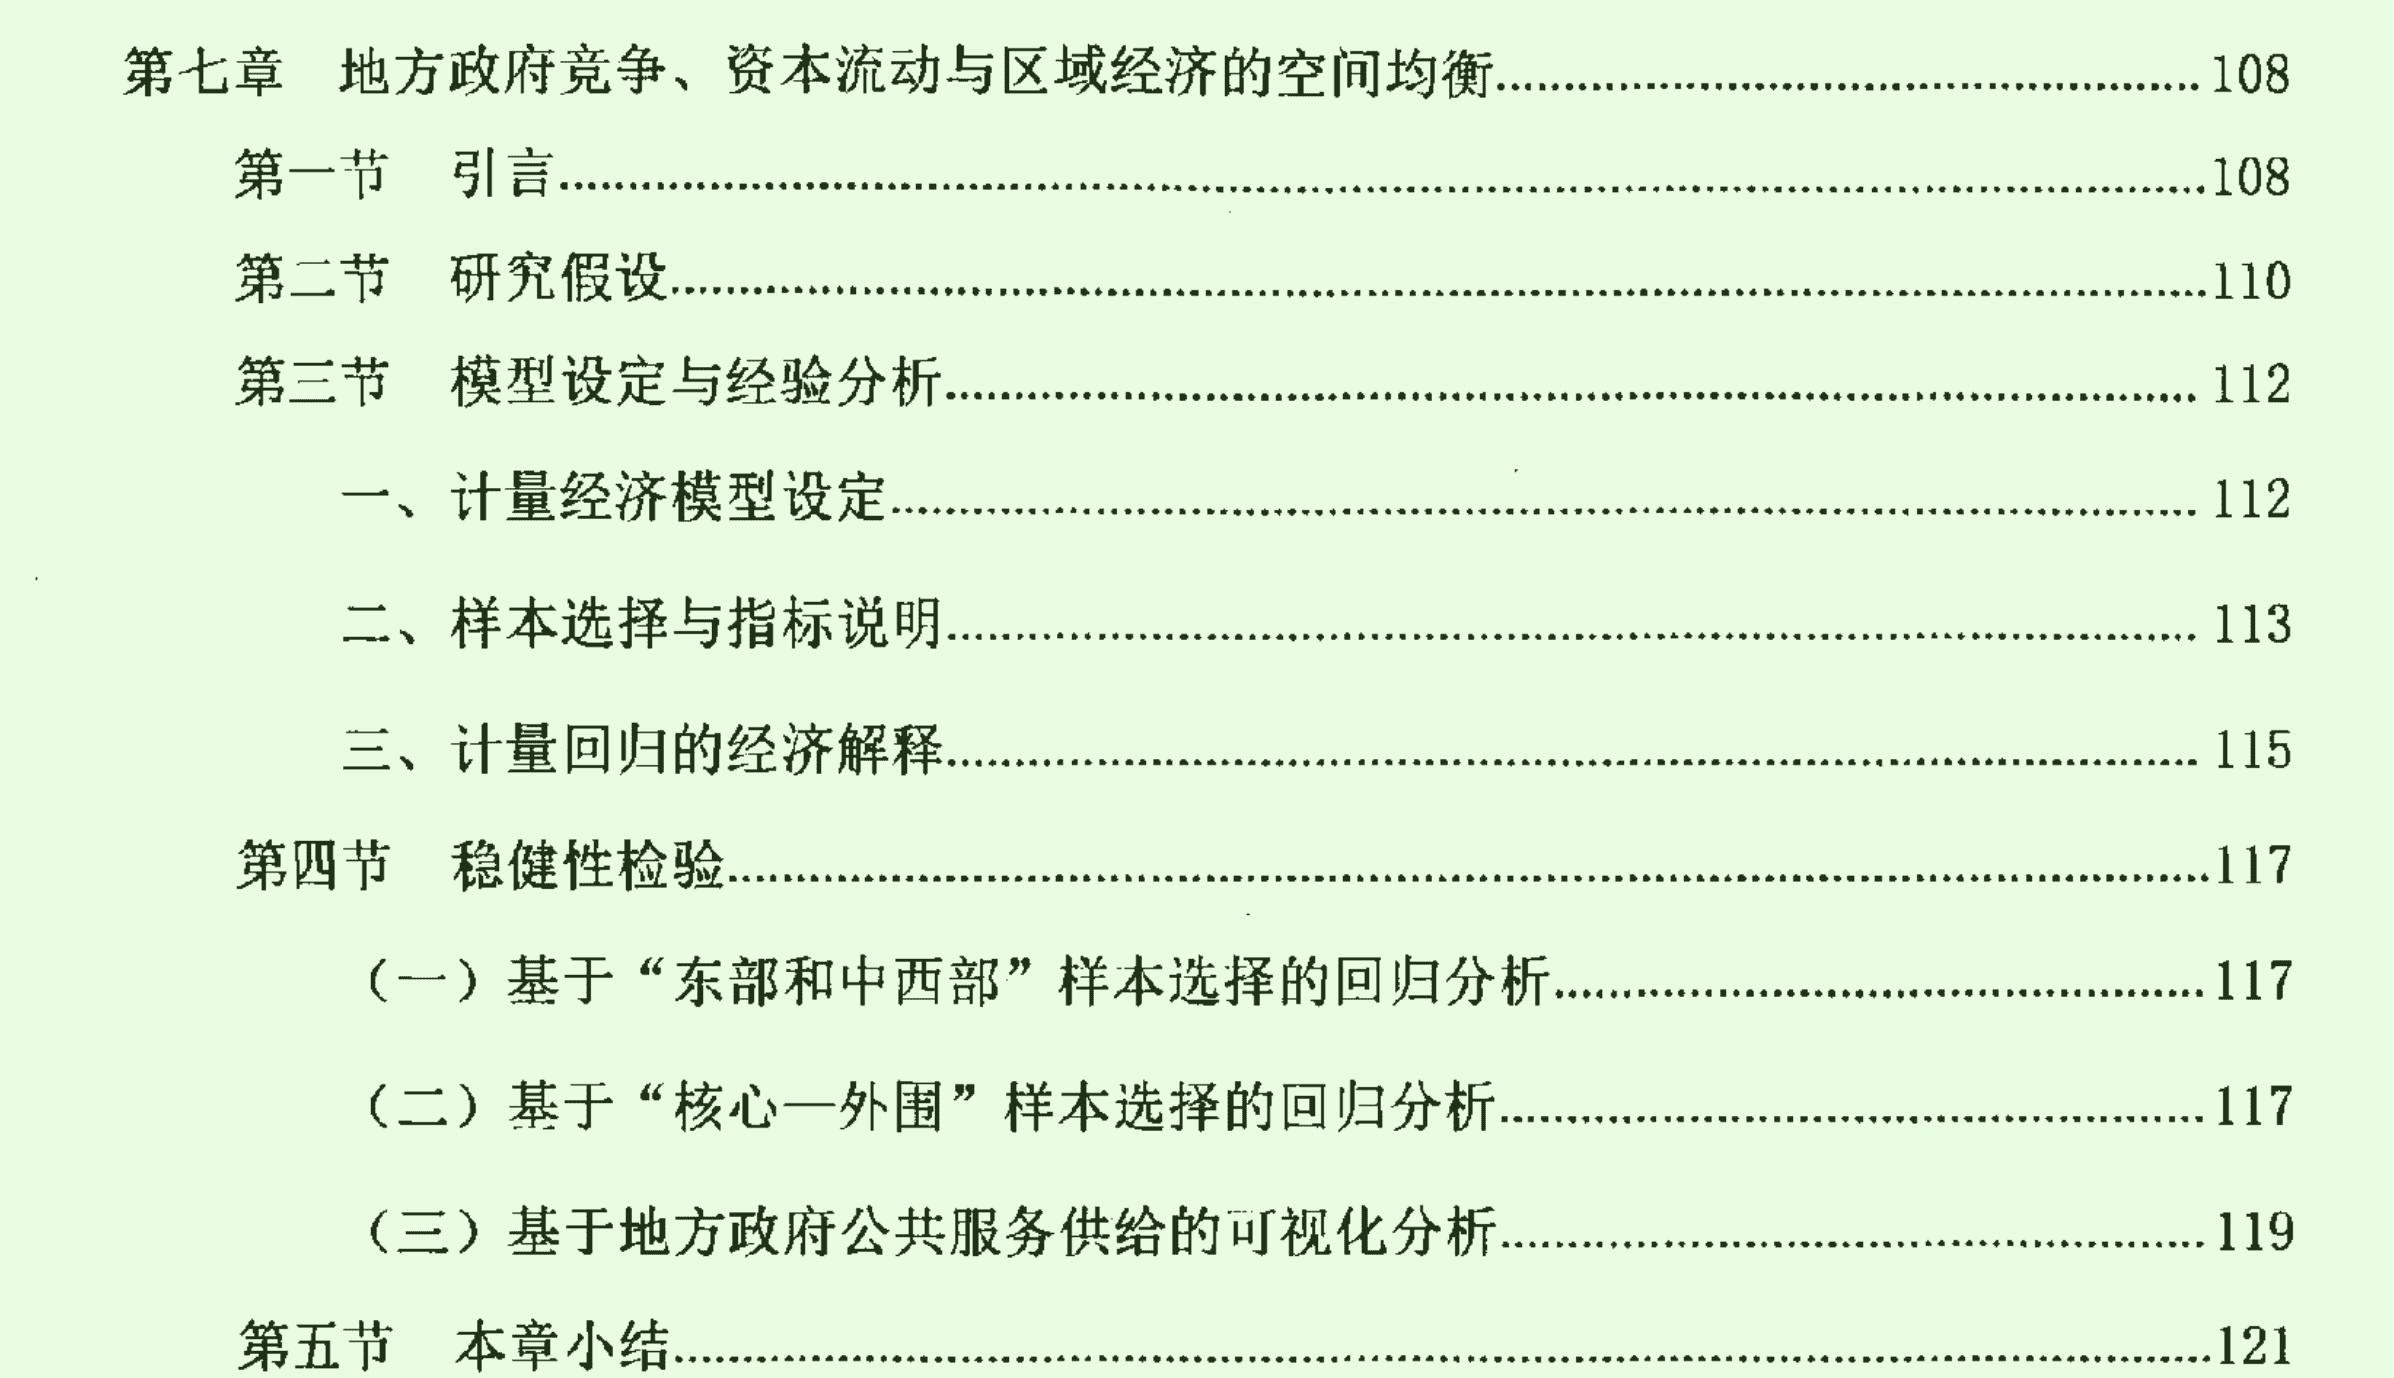 第七章 地方政府竞争、资本流动与区域经济的空间均衡........................ 108
第一节 引言........................108
第二节 研究假设........................110
第三节 模型设定与经验分析........................ 112
一、计量经济模型设定........................ 112
二、样本选择与指标说明........................ 113
三、计量回归的经济解释........................ 115
第四节 稳健性检验........................117
（一）基于“东部和中西部”样本选择的回归分析........................ 117
（二）基于“核心—外围”样本选择的回归分析........................ 117
（三）基于地方政府公共服务供给的可视化分析........................ 119
第五节 本章小结........................121